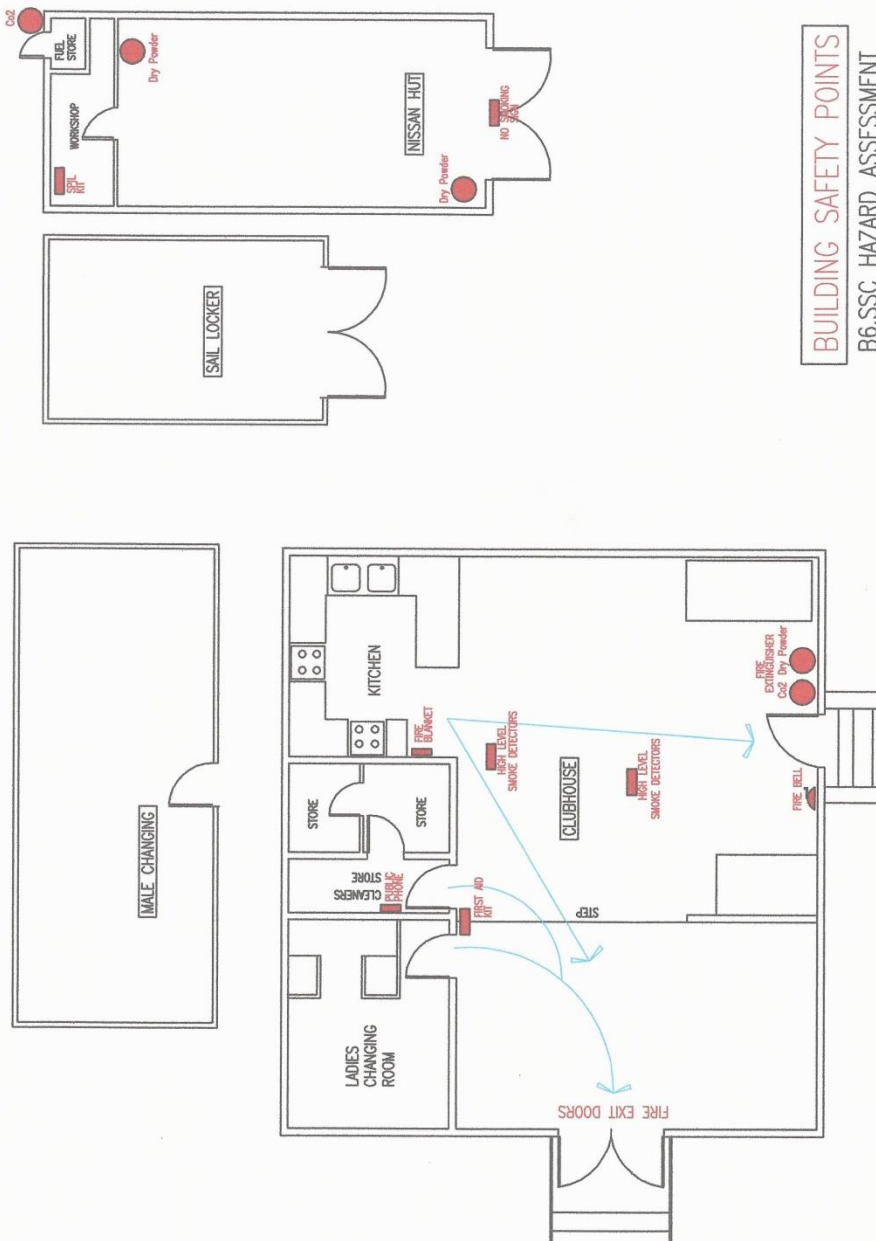 MALE CHANGING
LADIES
CHANGING
ROOM
CLEANERS
STORE
PUBLIC
PHONE
STORE
STORE
KITCHEN
FIRE
BLANKET
FIRST AID
KIT
STEP
HIGH LEVEL
SMOKE DETECTORS
HIGH LEVEL
SMOKE DETECTORS
CLUBHOUSE
FIRE EXIT DOORS
FIRE BELL
FIRE
EXTINGUISHER
Co2 Dry Powder
SAIL LOCKER
SPIL
KIT
WORKSHOP
FUEL
STORE
Co2
Dry Powder
NISSAN HUT
Dry Powder
NO SMOKING
SIGN
BUILDING SAFETY POINTS
B6.SSC HAZARD ASSESSMENT